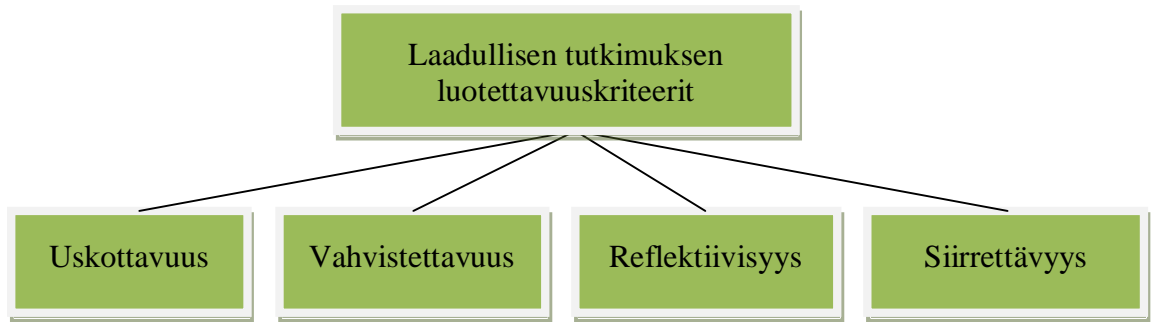 Laadullisen tutkimuksen
luotettavuuskriteerit
Uskottavuus
Vahvistettavuus
Reflektiivisyys
Siirrettävyys